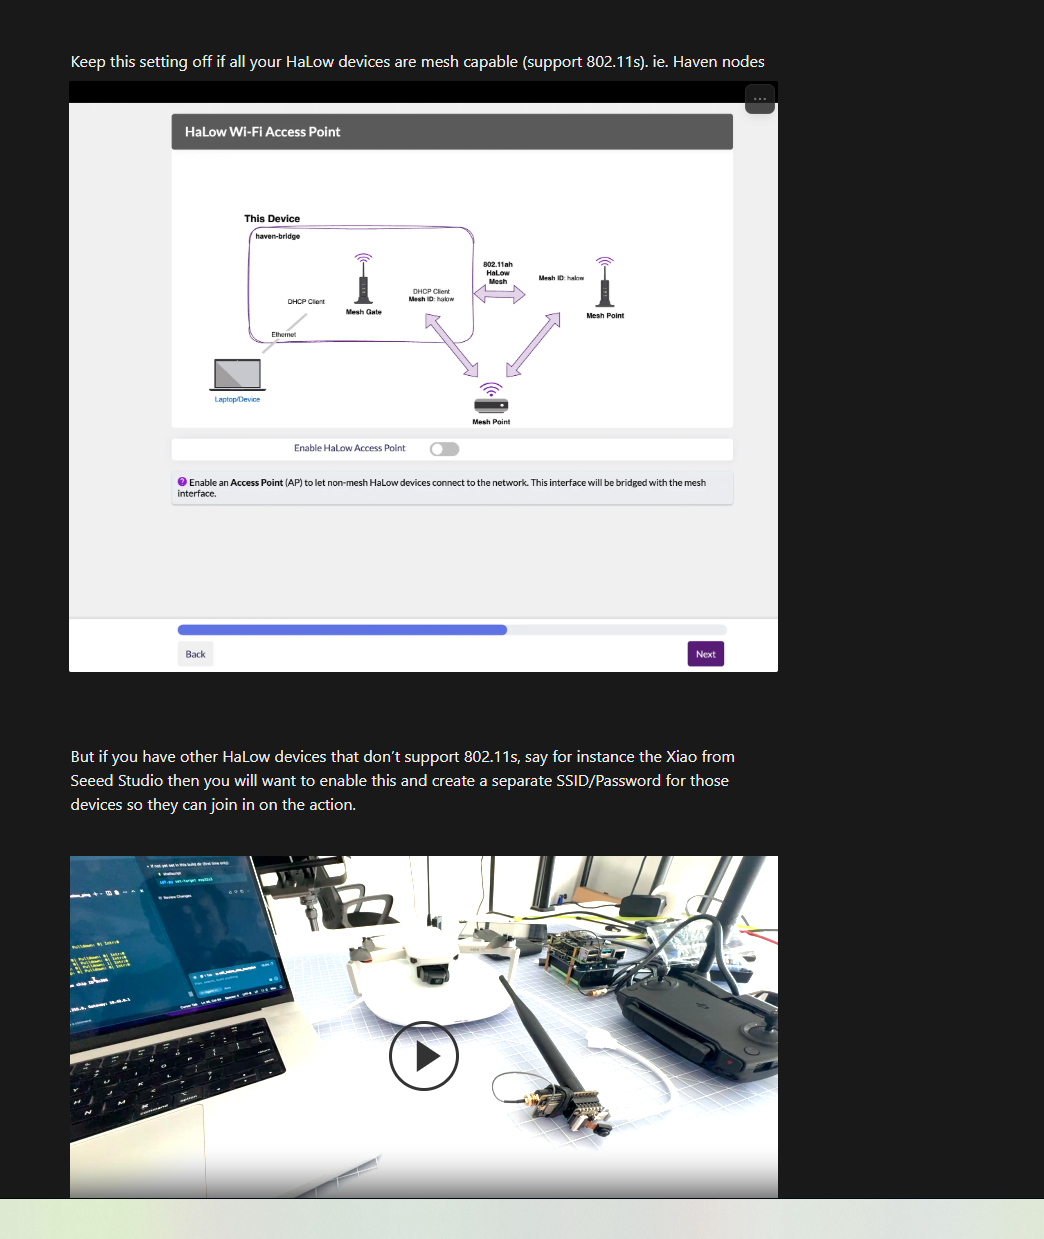 Keep this setting off if all your HaLow devices are mesh capable (support 802.11s). ie. Haven nodes
...
HaLow Wi-Fi Access Point
This Device
haven-bridge
802.11ah
HaLow
Mesh
Mesh ID: halow
DHCP Client
Mesh ID: halow
DHCP Client
Mesh Gate
Mesh Point
Ethernet
Laptop/Device
Mesh Point
Enable HaLow Access Point
Enable an Access Point (AP) to let non-mesh HaLow devices connect to the network. This interface will be bridged with the mesh
interface.
Back
Next
But if you have other HaLow devices that don't support 802.11s, say for instance the Xiao from
Seeed Studio then you will want to enable this and create a separate SSID/Password for those
devices so they can join in on the action.
Review Changes
command
option